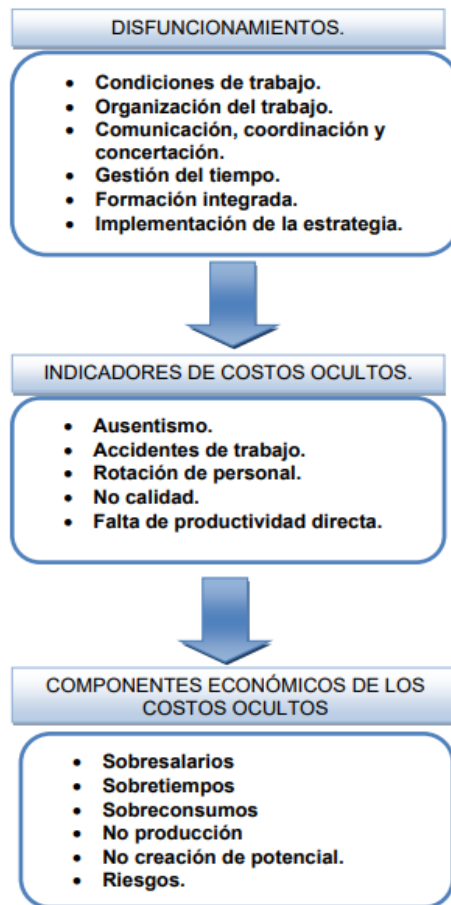 DISFUNCIONAMIENTOS.
• Condiciones de trabajo.
• Organización del trabajo.
• Comunicación, coordinación y
concertación.
• Gestión del tiempo.
• Formación integrada.
• Implementación de la estrategia.
INDICADORES DE COSTOS OCULTOS.
• Ausentismo.
• Accidentes de trabajo.
• Rotación de personal.
• No calidad.
• Falta de productividad directa.
COMPONENTES ECONÓMICOS DE LOS
COSTOS OCULTOS
• Sobresalarios
• Sobretiempos
• Sobreconsumos
• No producción
• No creación de potencial.
• Riesgos.